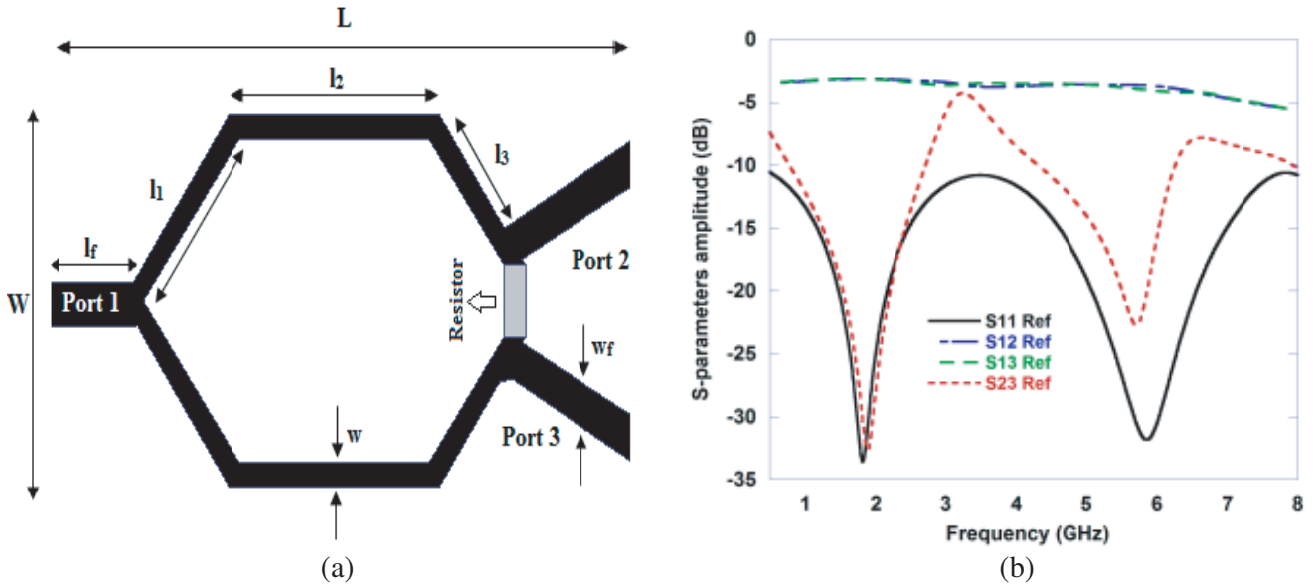 L
l2
l3
l1
lf
W
Port 1
Resistor
Port 2
wf
w
Port 3
(a)
S-parameters amplitude (dB)
0
-5
-10
-15
-20
-25
-30
-35
S11 Ref
S12 Ref
S13 Ref
S23 Ref
1 2 3 4 5 6 7 8
Frequency (GHz)
(b)